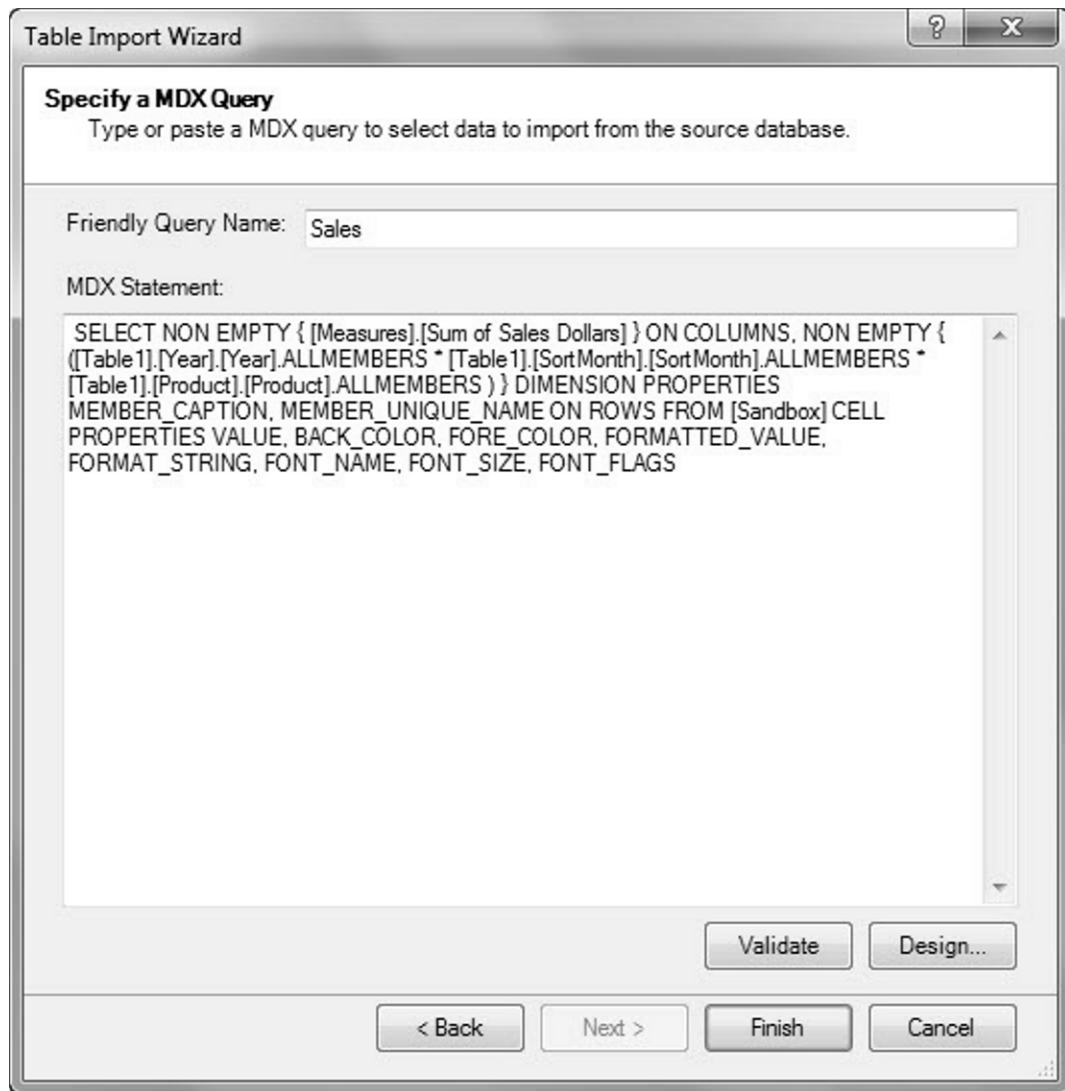 Table Import Wizard
?
X
Specify a MDX Query
Type or paste a MDX query to select data to import from the source database.
Friendly Query Name:
Sales
MDX Statement:
SELECT NON EMPTY { [Measures].[Sum of Sales Dollars] } ON COLUMNS, NON EMPTY {
([Table1].[Year].[Year].ALLMEMBERS * [Table1].[SortMonth].[SortMonth].ALLMEMBERS *
[Table1].[Product].[Product].ALLMEMBERS ) } DIMENSION PROPERTIES
MEMBER_CAPTION, MEMBER_UNIQUE_NAME ON ROWS FROM [Sandbox] CELL
PROPERTIES VALUE, BACK_COLOR, FORE_COLOR, FORMATTED_VALUE,
FORMAT_STRING, FONT_NAME, FONT_SIZE, FONT_FLAGS
Validate
Design...
< Back
Next >
Finish
Cancel